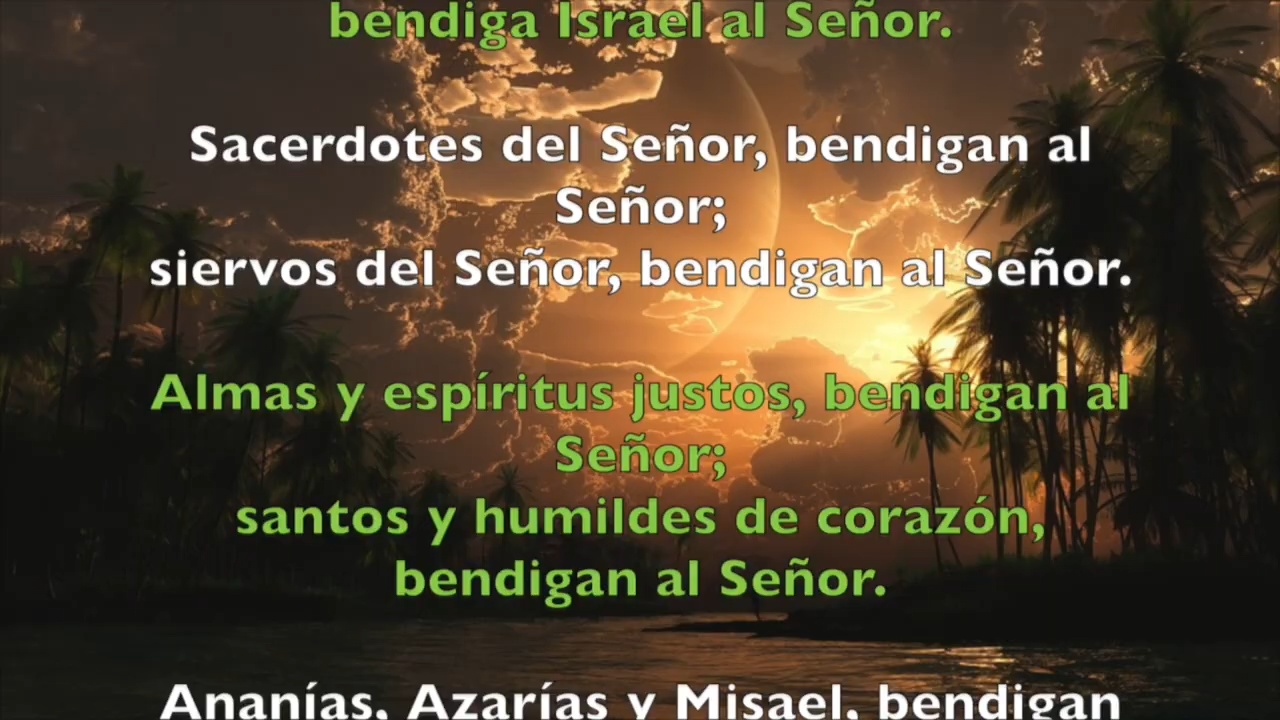 bendiga Israel al Señor.
Sacerdotes del Señor, bendigan al
Señor;
siervos del Señor, bendigan al Señor.
Almas y espíritus justos, bendigan al
Señor;
santos y humildes de corazón,
bendigan al Señor.
Ananías, Azarías y Misael, bendigan